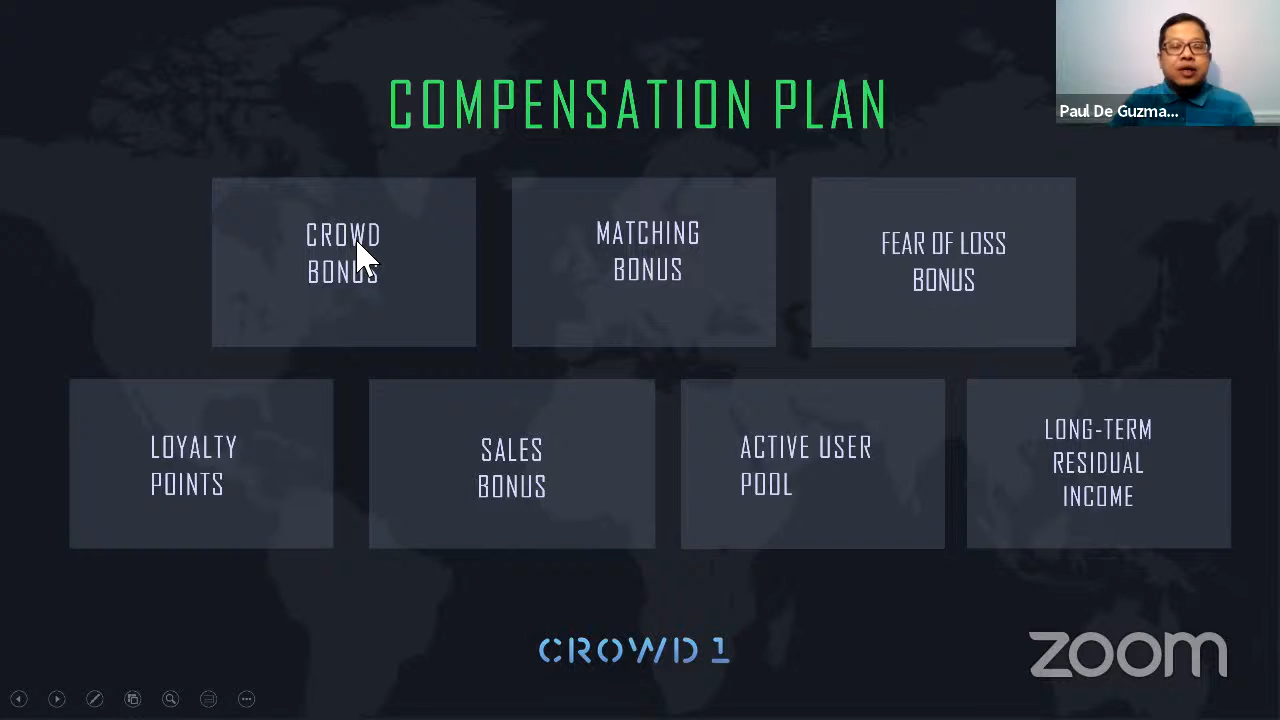 COMPENSATION PLAN
Paul De Guzma...
CROWD
BONUS
MATCHING
BONUS
FEAR OF LOSS
BONUS
LOYALTY
POINTS
SALES
BONUS
ACTIVE USER
POOL
LONG-TERM
RESIDUAL
INCOME
CROWD 1
zoom